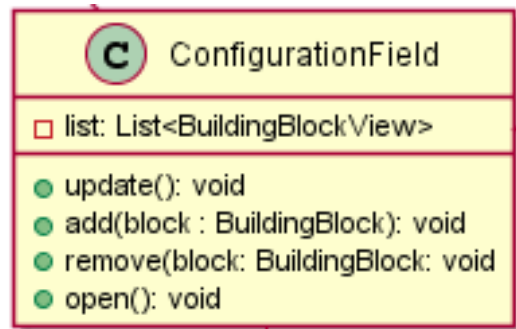 C ConfigurationField
list: List<BuildingBlockView>
update(): void
add(block : BuildingBlock): void
remove(block: BuildingBlock: void
open(): void